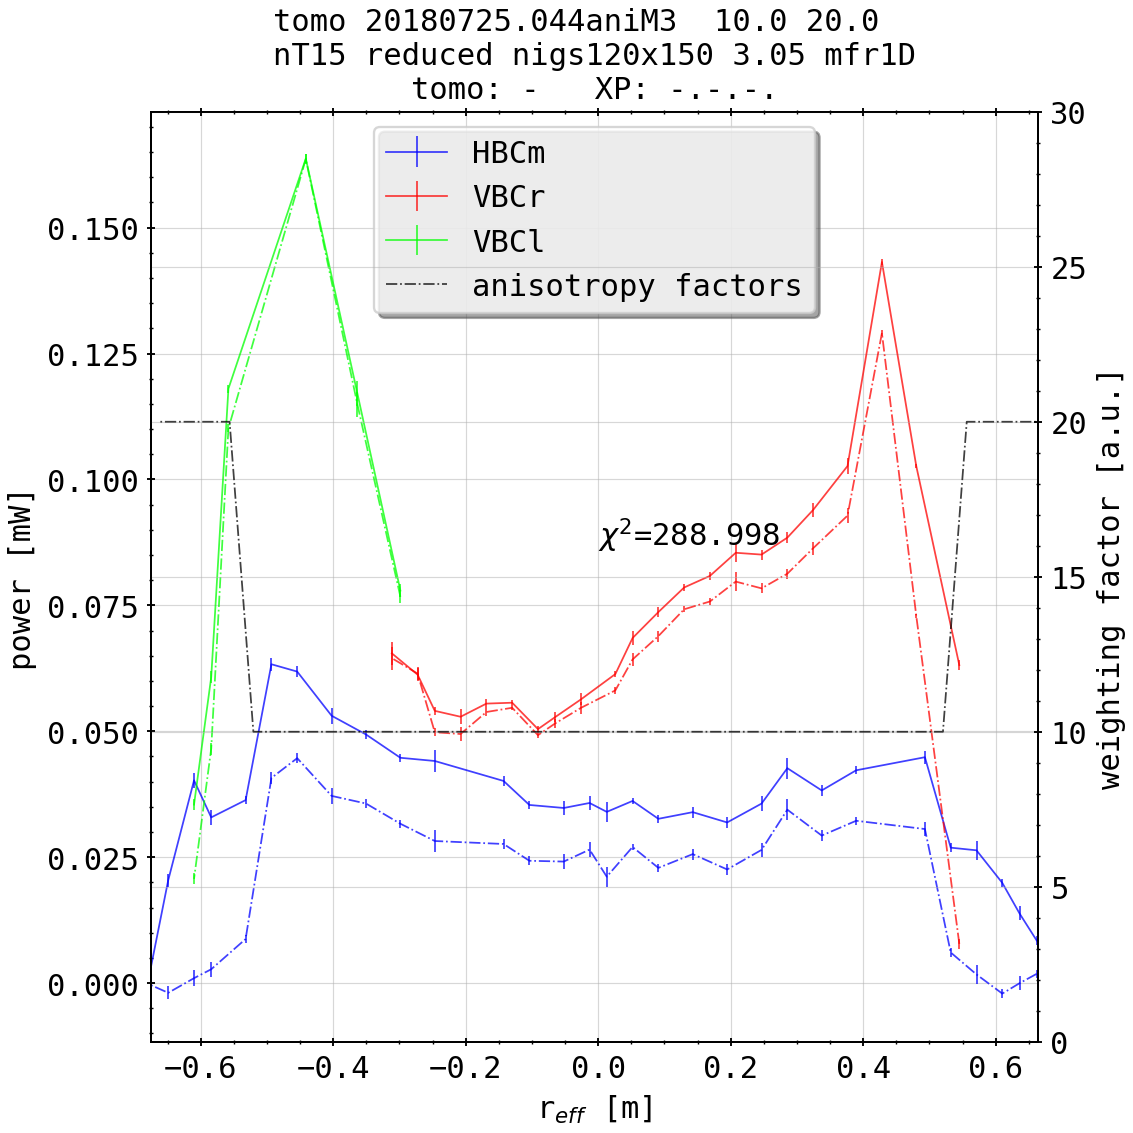 tomo 20180725.044aniM3  10.0 20.0
nT15 reduced nigs120x150 3.05 mfr1D
tomo: -   XP: -.-.-.
HBCm
VBCr
VBCl
anisotropy factors
χ²=288.998
0.150
0.125
0.100
0.075
0.050
0.025
0.000
power [mW]
30
25
20
15
10
5
0
weighting factor [a.u.]
−0.6 −0.4 −0.2 0.0 0.2 0.4 0.6
r_eff [m]